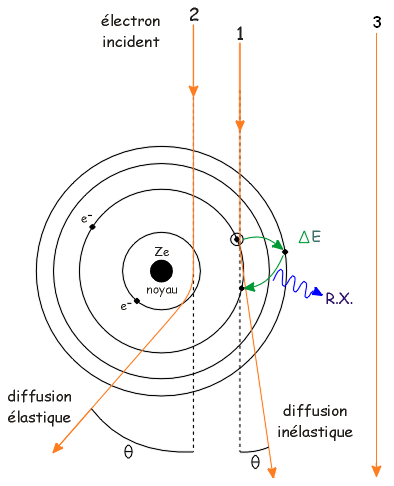 électron
incident
2
1
3
ΔE
e⁻
Ze
noyau
e⁻
R.X.
diffusion
élastique
diffusion
inélastique
θ
θ